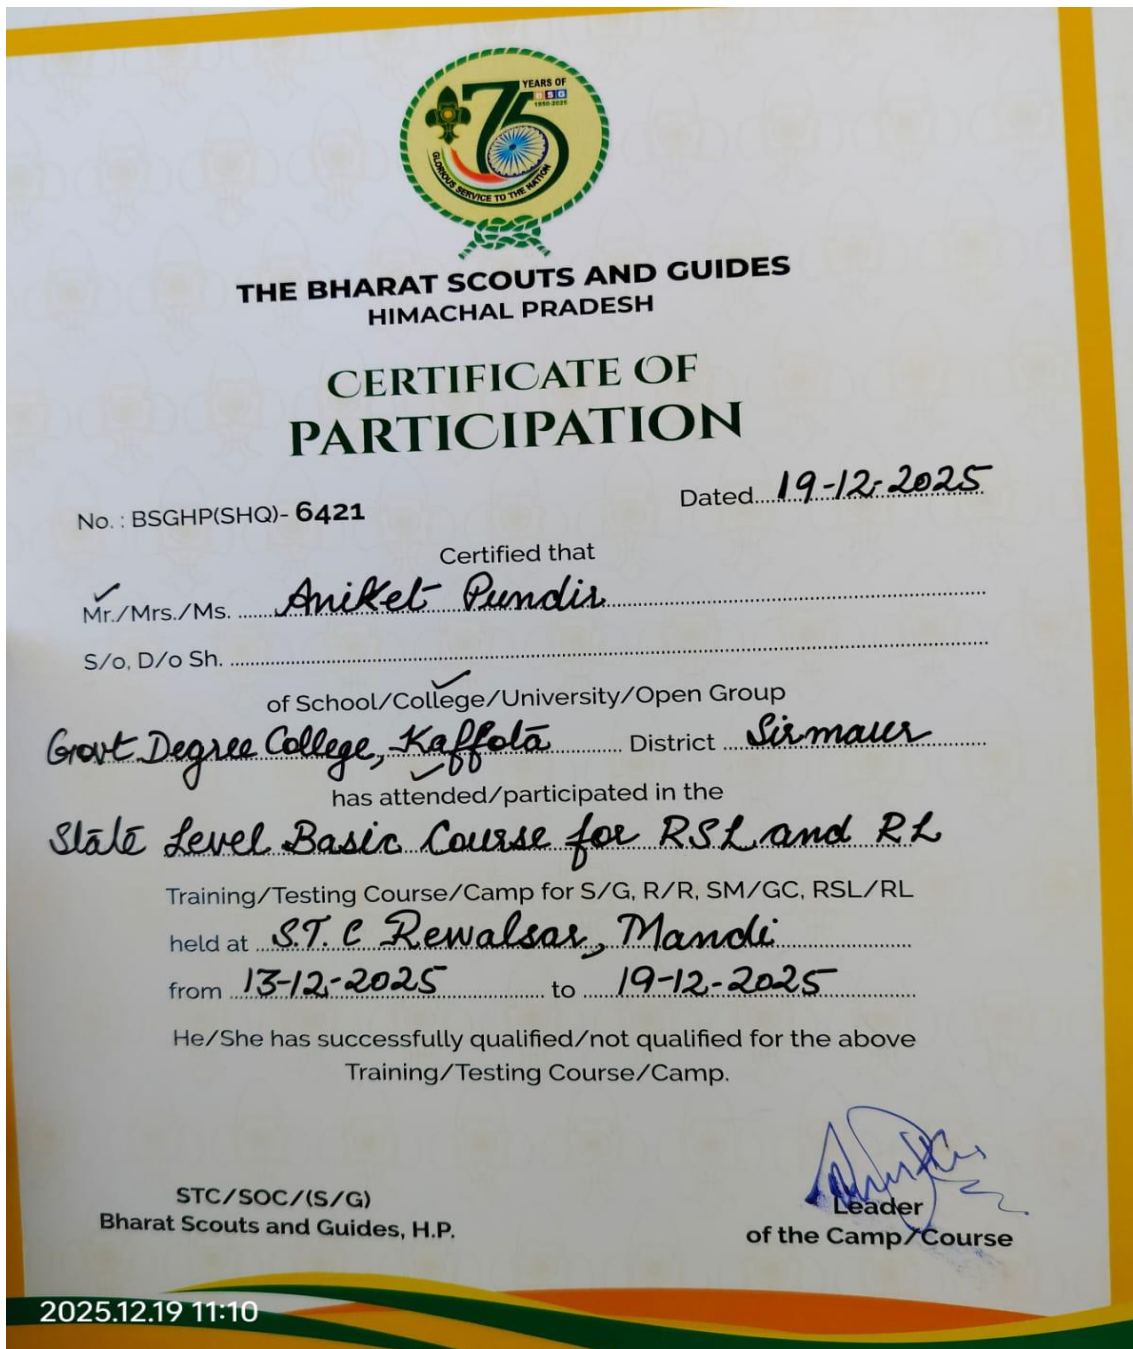 YEARS OF
75
BSG
1950-2025
GLORIOUS SERVICE TO THE NATION
THE BHARAT SCOUTS AND GUIDES
HIMACHAL PRADESH
CERTIFICATE OF
PARTICIPATION
No. : BSGHP(SHQ)- 6421 Dated 19-12-2025
Certified that
Mr./Mrs./Ms. Aniket Pundir
S/o, D/o Sh.
of School/College/University/Open Group
Govt Degree College, Kaffota District Sirmaur
has attended/participated in the
State Level Basic Course for RSL and RL
Training/Testing Course/Camp for S/G, R/R, SM/GC, RSL/RL
held at S.T.C Rewalsar, Mandi
from 13-12-2025 to 19-12-2025
He/She has successfully qualified/not qualified for the above
Training/Testing Course/Camp.
STC/SOC/(S/G)
Bharat Scouts and Guides, H.P.
Leader
of the Camp/Course
2025.12.19 11:10